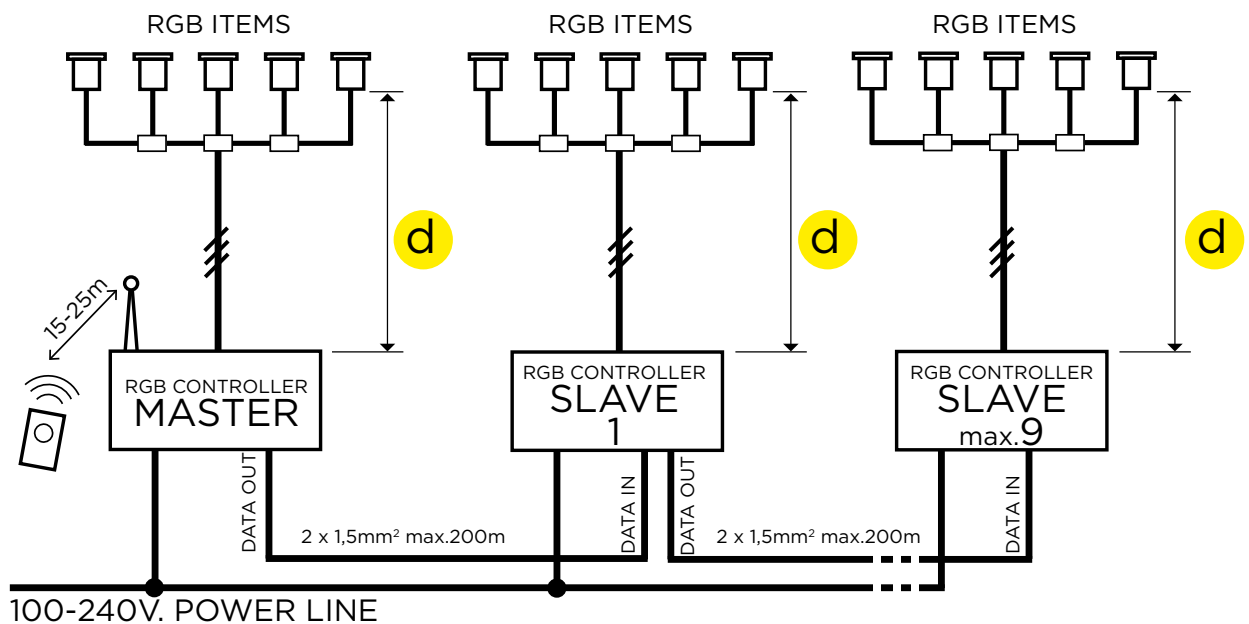 RGB ITEMS
RGB ITEMS
RGB ITEMS
d
d
d
15-25m
RGB CONTROLLER
MASTER
RGB CONTROLLER
SLAVE
1
RGB CONTROLLER
SLAVE
max.9
DATA OUT
DATA IN
DATA OUT
DATA IN
2 x 1,5mm² max.200m
2 x 1,5mm² max.200m
100-240V. POWER LINE